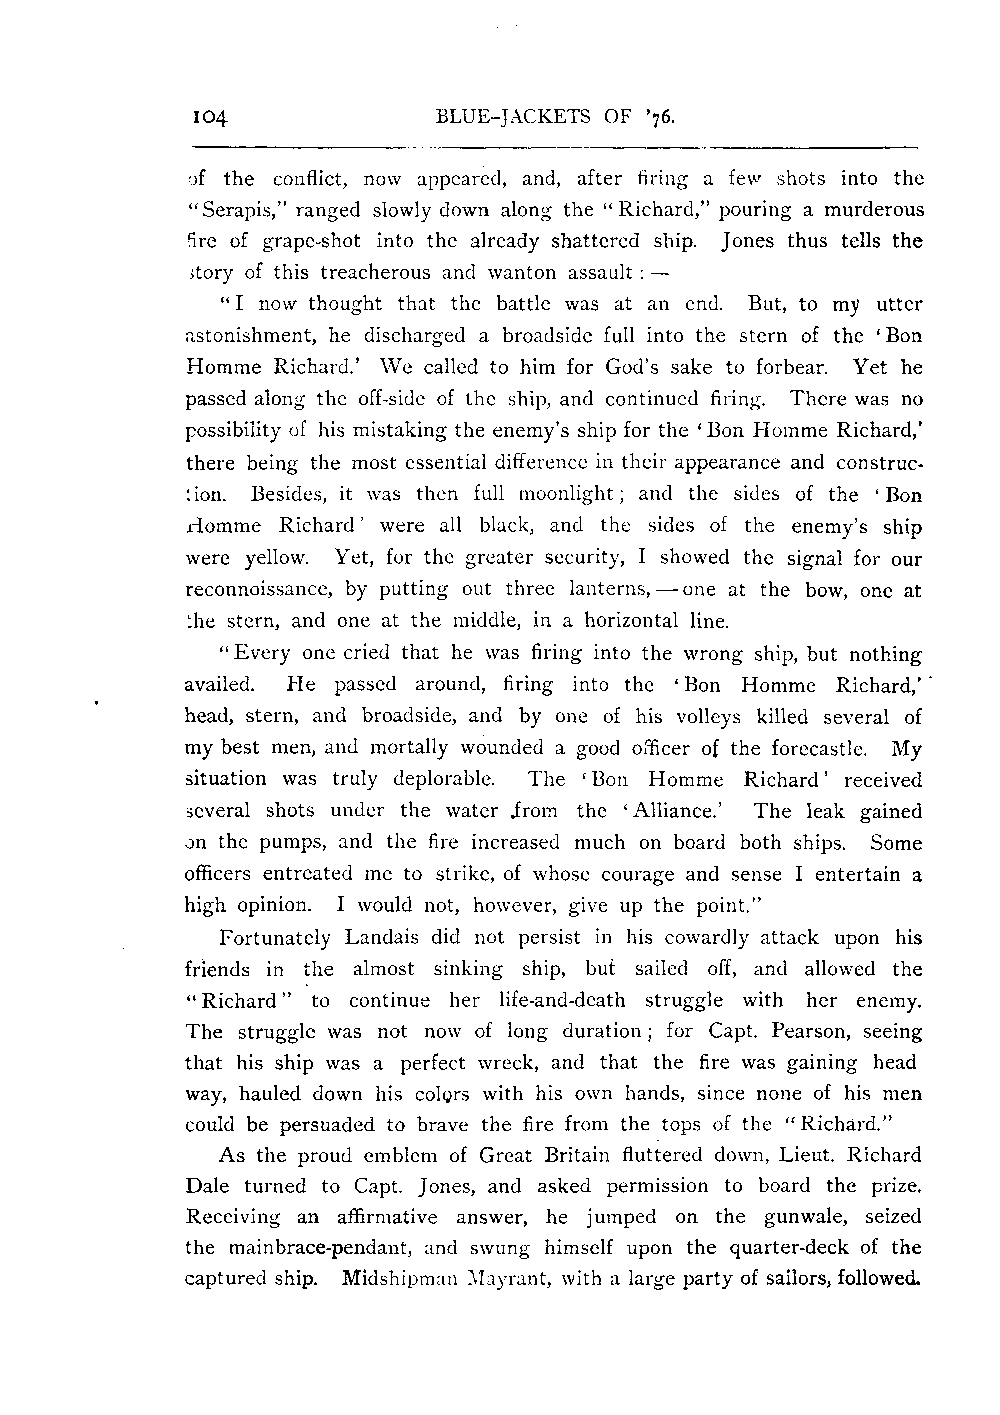 104 BLUE-JACKETS OF '76.
of the conflict, now appeared, and, after firing a few shots into the
"Serapis," ranged slowly down along the "Richard," pouring a murderous
fire of grape-shot into the already shattered ship. Jones thus tells the
story of this treacherous and wanton assault : —
"I now thought that the battle was at an end. But, to my utter
astonishment, he discharged a broadside full into the stern of the 'Bon
Homme Richard.' We called to him for God's sake to forbear. Yet he
passed along the off-side of the ship, and continued firing. There was no
possibility of his mistaking the enemy's ship for the 'Bon Homme Richard,'
there being the most essential difference in their appearance and construc-
tion. Besides, it was then full moonlight; and the sides of the 'Bon
Homme Richard' were all black, and the sides of the enemy's ship
were yellow. Yet, for the greater security, I showed the signal for our
reconnoissance, by putting out three lanterns, — one at the bow, one at
the stern, and one at the middle, in a horizontal line.
"Every one cried that he was firing into the wrong ship, but nothing
availed. He passed around, firing into the 'Bon Homme Richard,'
head, stern, and broadside, and by one of his volleys killed several of
my best men, and mortally wounded a good officer of the forecastle. My
situation was truly deplorable. The 'Bon Homme Richard' received
several shots under the water from the 'Alliance.' The leak gained
on the pumps, and the fire increased much on board both ships. Some
officers entreated me to strike, of whose courage and sense I entertain a
high opinion. I would not, however, give up the point."
Fortunately Landais did not persist in his cowardly attack upon his
friends in the almost sinking ship, but sailed off, and allowed the
"Richard" to continue her life-and-death struggle with her enemy.
The struggle was not now of long duration; for Capt. Pearson, seeing
that his ship was a perfect wreck, and that the fire was gaining head
way, hauled down his colors with his own hands, since none of his men
could be persuaded to brave the fire from the tops of the "Richard."
As the proud emblem of Great Britain fluttered down, Lieut. Richard
Dale turned to Capt. Jones, and asked permission to board the prize.
Receiving an affirmative answer, he jumped on the gunwale, seized
the mainbrace-pendant, and swung himself upon the quarter-deck of the
captured ship. Midshipman Mayrant, with a large party of sailors, followed.